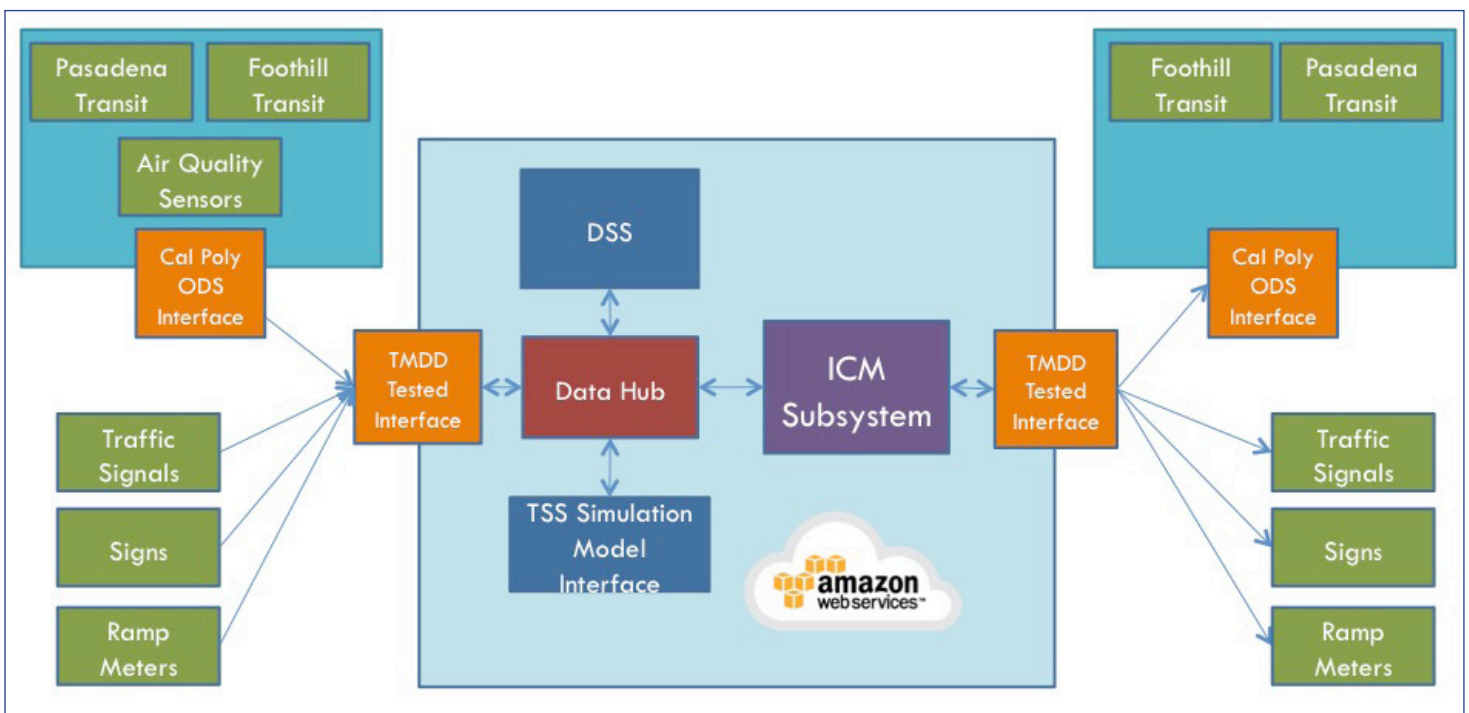 Pasadena
Transit
Foothill
Transit
Air Quality
Sensors
Cal Poly
ODS
Interface
Traffic
Signals
Signs
Ramp
Meters
TMDD
Tested
Interface
DSS
Data Hub
TSS Simulation
Model
Interface
ICM
Subsystem
amazon
webservices™
TMDD
Tested
Interface
Foothill
Transit
Pasadena
Transit
Cal Poly
ODS
Interface
Traffic
Signals
Signs
Ramp
Meters